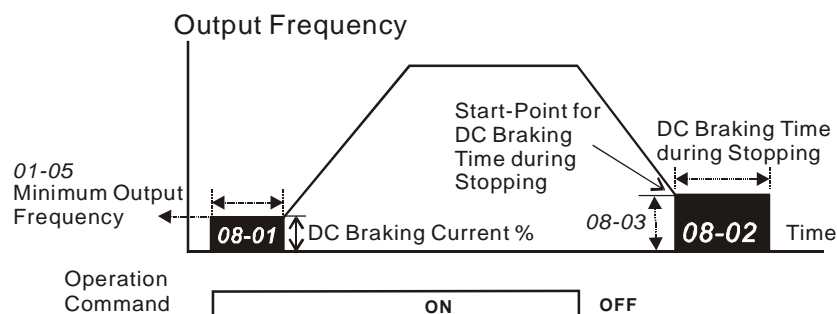 Output Frequency
Start-Point for
DC Braking
Time during
Stopping
DC Braking Time
during Stopping
01-05
Minimum Output
Frequency
08-01
DC Braking Current %
08-03
08-02
Time
Operation
Command
ON
OFF